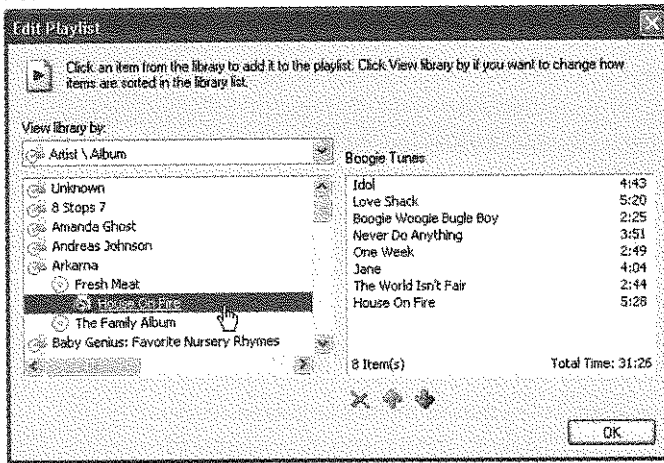 Edit Playlist
Click an item from the library to add it to the playlist. Click View library by if you want to change how
items are sorted in the library list.
View library by:
Artist \ Album
Unknown
8 Stops 7
Amanda Ghost
Andreas Johnson
Arkarna
Fresh Meat
House On Fire
The Family Album
Baby Genius: Favorite Nursery Rhymes
Boogie Tunes
Idol 4:43
Love Shack 5:20
Boogie Woogie Bugle Boy 2:25
Never Do Anything 3:51
One Week 2:49
Jane 4:04
The World Isn't Fair 2:44
House On Fire 5:28
8 Item(s) Total Time: 31:26
OK